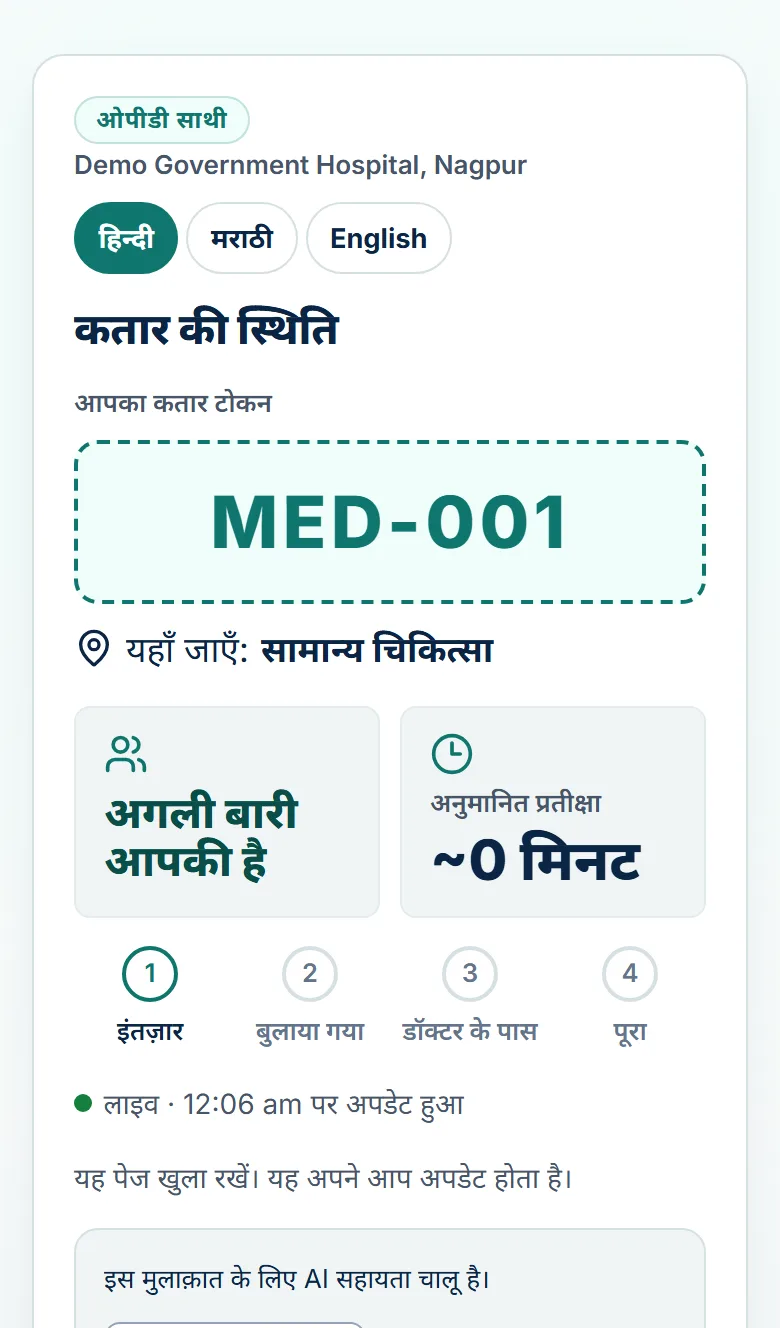 ओपीडी साथी
Demo Government Hospital, Nagpur
हिन्दी मराठी English
कतार की स्थिति
आपका कतार टोकन
MED-001
यहाँ जाएँ: सामान्य चिकित्सा
अगली बारी
आपकी है
अनुमानित प्रतीक्षा
~0 मिनट
1 2 3 4
इंतज़ार बुलाया गया डॉक्टर के पास पूरा
लाइव · 12:06 am पर अपडेट हुआ
यह पेज खुला रखें। यह अपने आप अपडेट होता है।
इस मुलाक़ात के लिए AI सहायता चालू है।